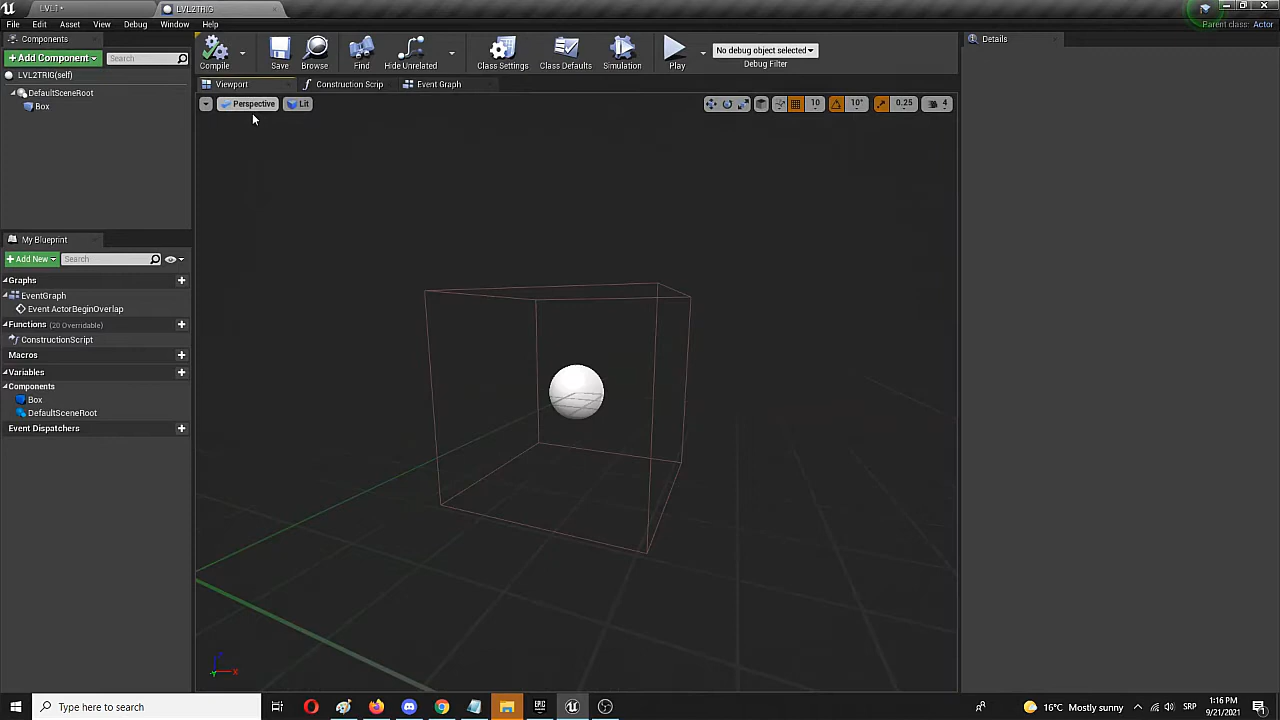 LVL1*
LVL2TRIG
File Edit Asset View Debug Window Help
Parent class: Actor
Components
+Add Component
Search
LVL2TRIG(self)
DefaultSceneRoot
Box
Compile
Save
Browse
Find
Hide Unrelated
Class Settings
Class Defaults
Simulation
Play
No debug object selected
Debug Filter
Details
Viewport
Construction Scrip
Event Graph
Perspective
Lit
10
10°
0.25
4
My Blueprint
+Add New
Search
Graphs
EventGraph
Event ActorBeginOverlap
Functions (20 Overridable)
ConstructionScript
Macros
Variables
Components
Box
DefaultSceneRoot
Event Dispatchers
Type here to search
EPIC
16°C Mostly sunny
SRP
1:16 PM
9/21/2021